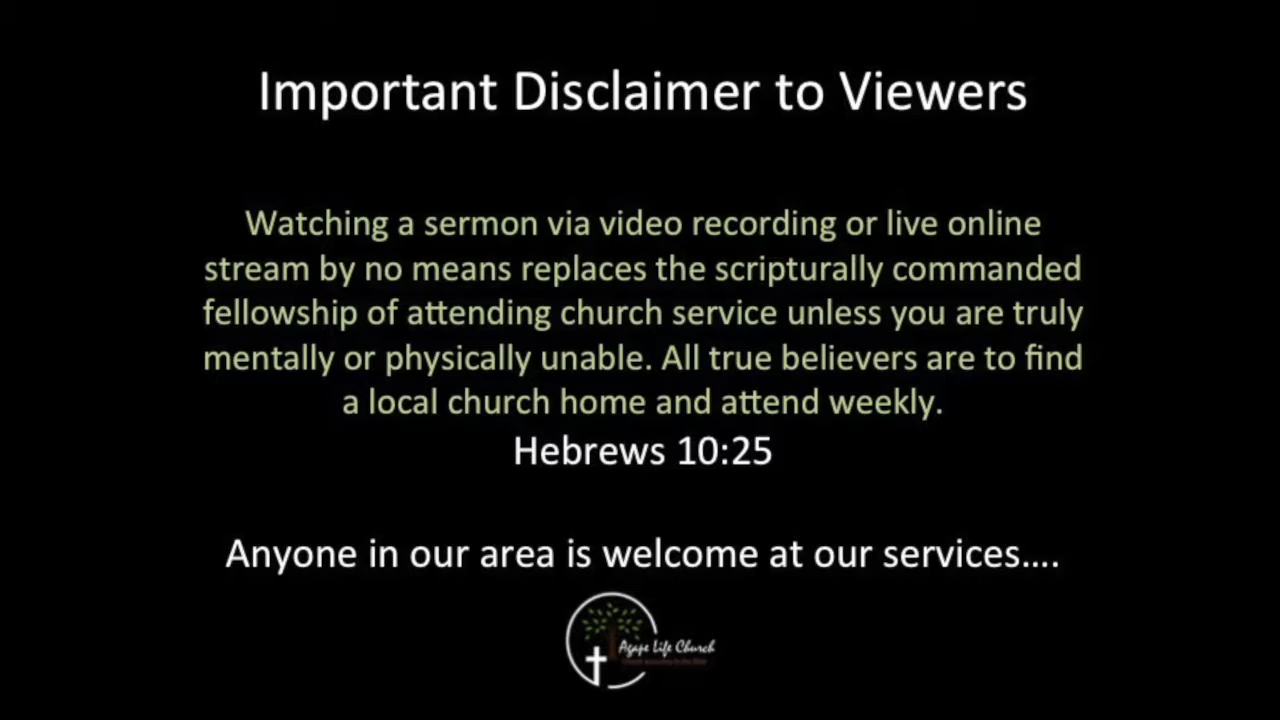 Important Disclaimer to Viewers
Watching a sermon via video recording or live online
stream by no means replaces the scripturally commanded
fellowship of attending church service unless you are truly
mentally or physically unable. All true believers are to find
a local church home and attend weekly.
Hebrews 10:25
Anyone in our area is welcome at our services....
Agape Life Church